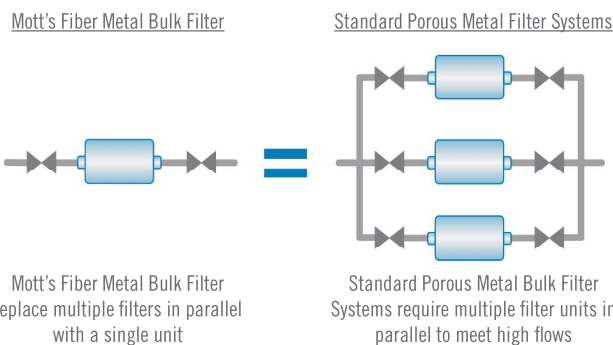 Mott's Fiber Metal Bulk Filter
Standard Porous Metal Filter Systems
Mott's Fiber Metal Bulk Filter
eplace multiple filters in parallel
with a single unit
Standard Porous Metal Bulk Filter
Systems require multiple filter units in
parallel to meet high flows